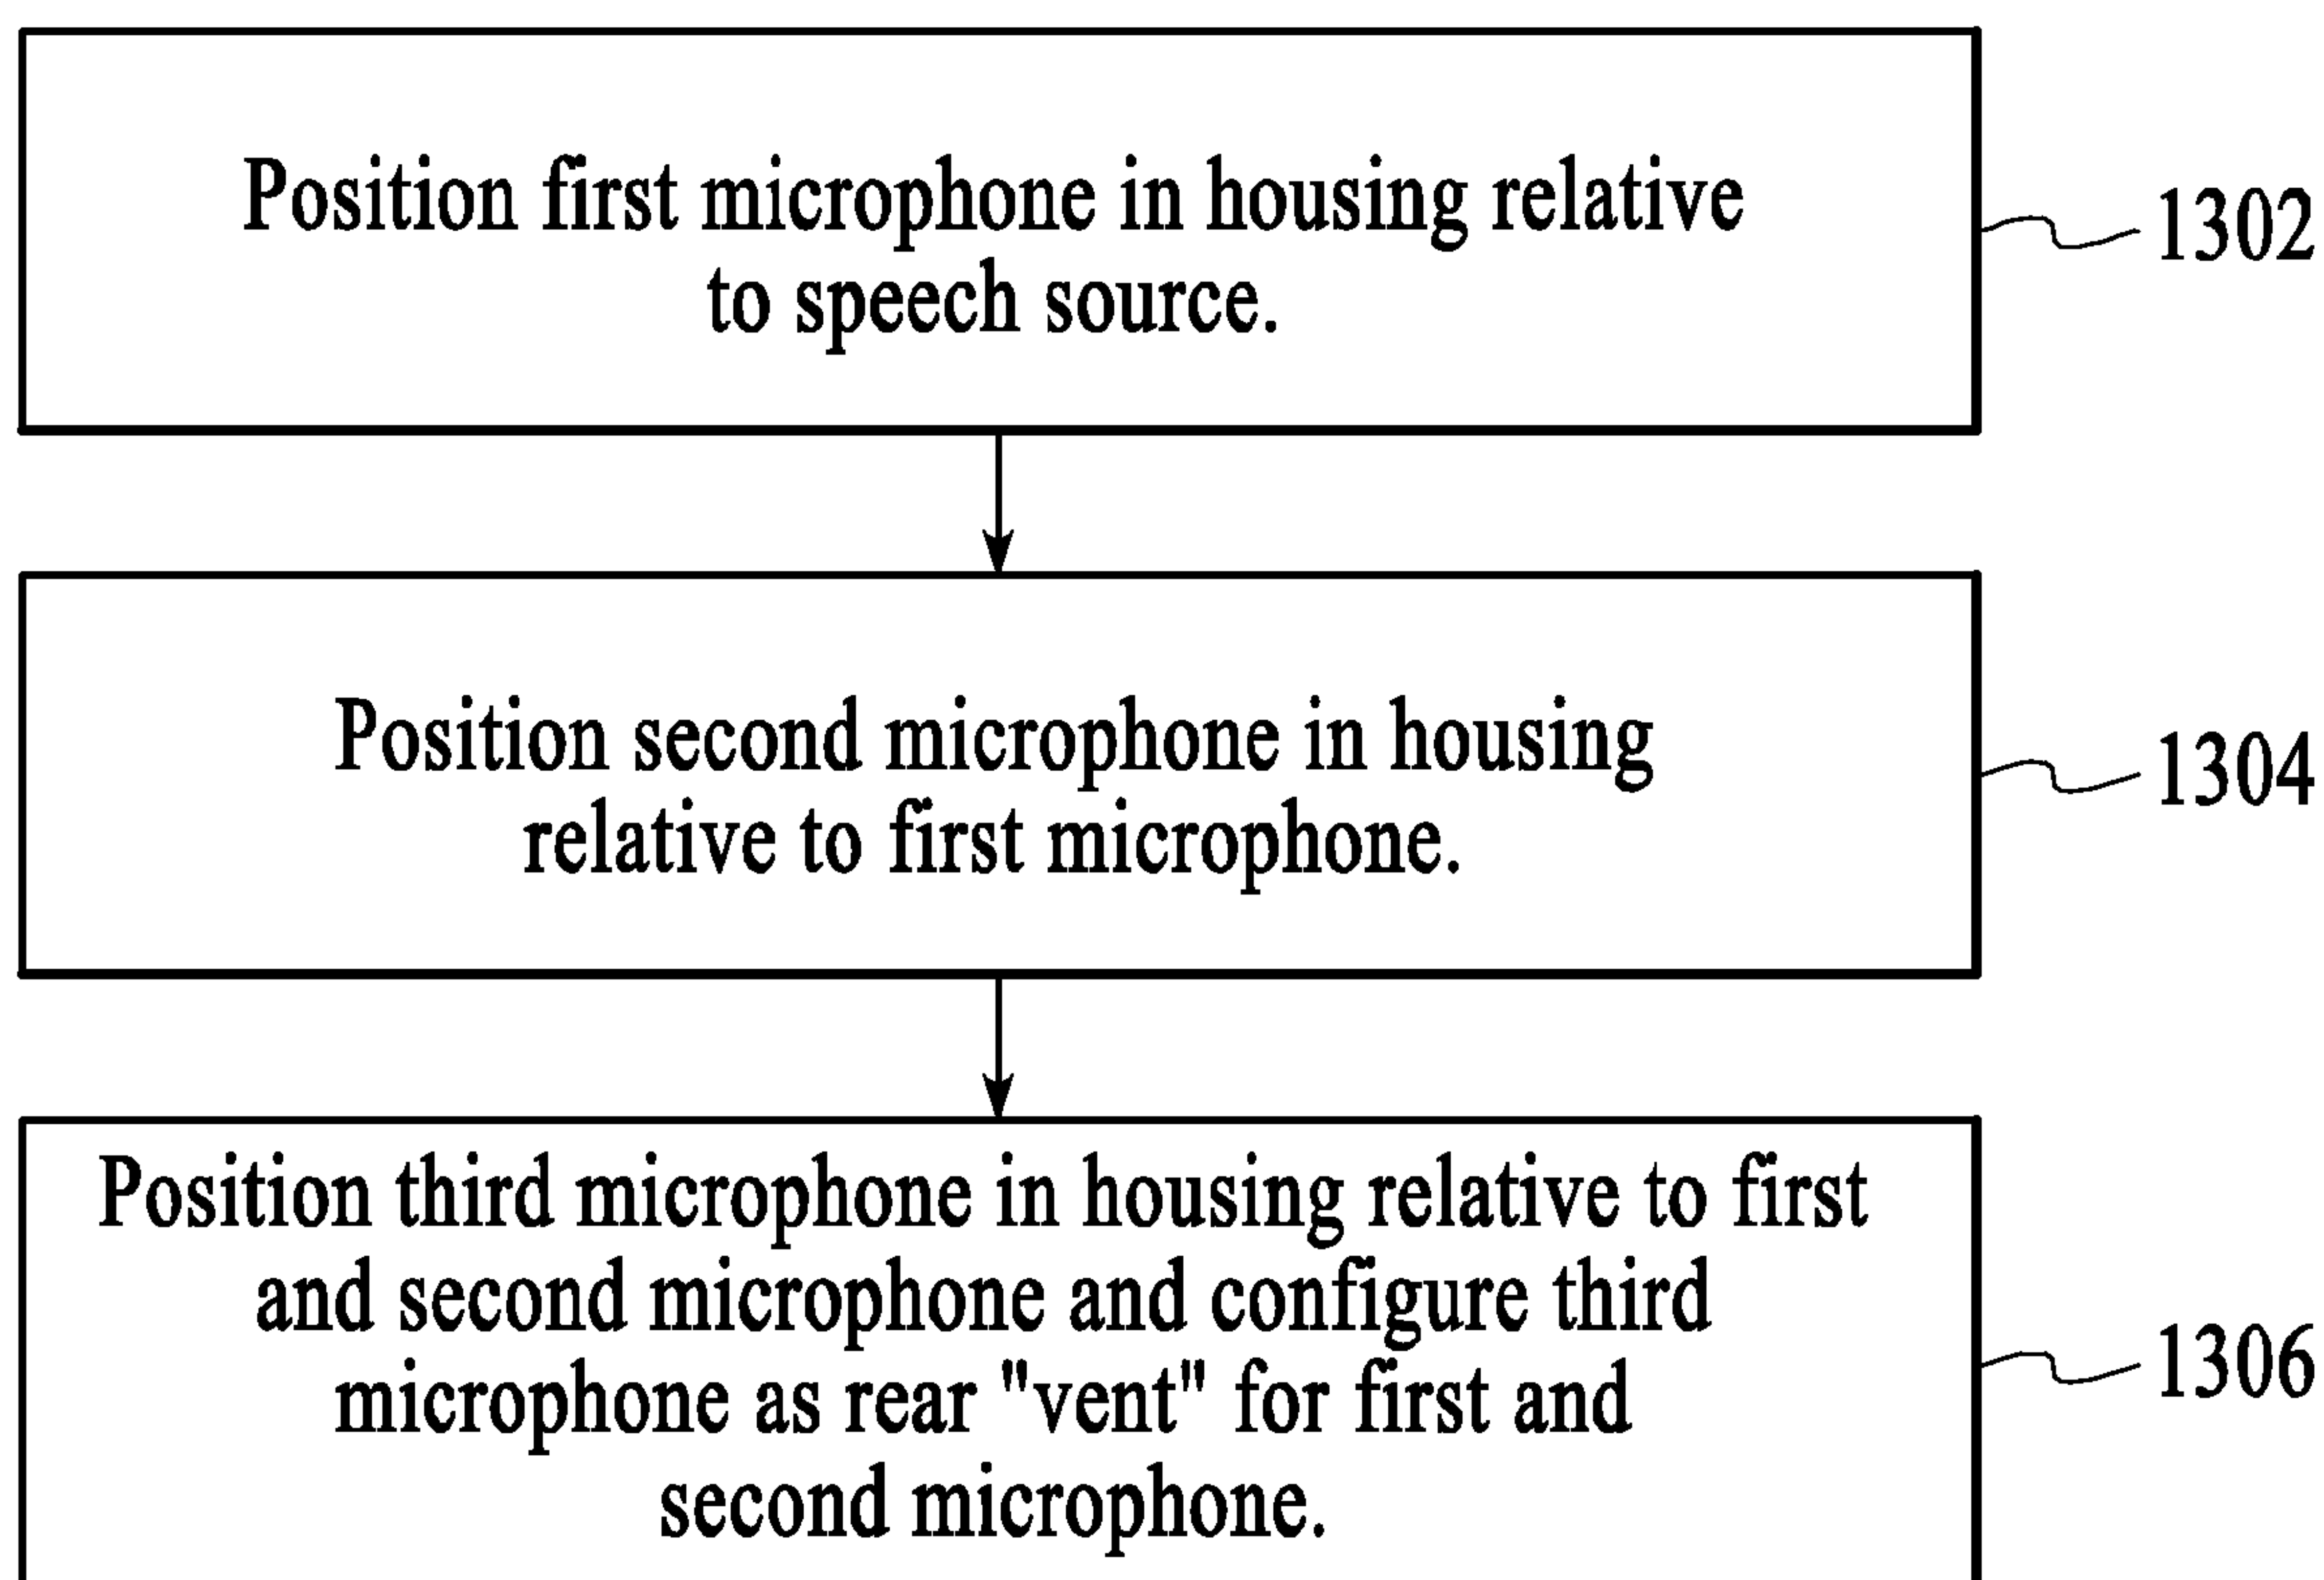 Position first microphone in housing relative
to speech source.
1302
Position second microphone in housing
relative to first microphone.
1304
Position third microphone in housing relative to first
and second microphone and configure third
microphone as rear "vent" for first and
second microphone.
1306